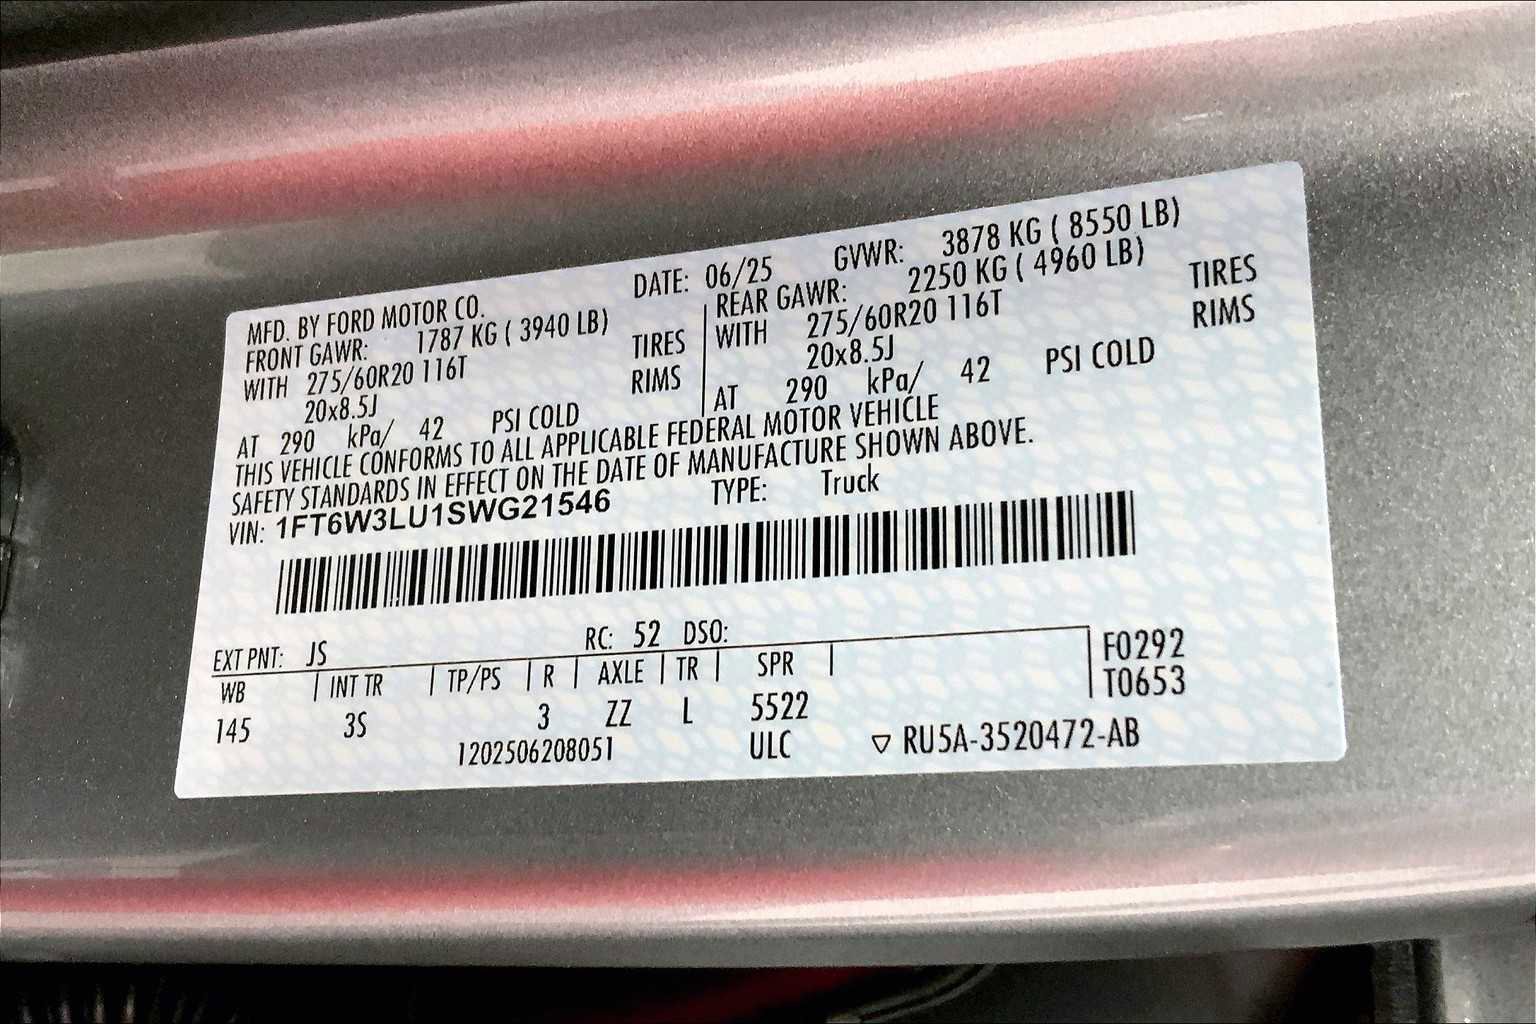 MFD. BY FORD MOTOR CO.
DATE: 06/25
GVWR: 3878 KG ( 8550 LB)
FRONT GAWR: 1787 KG ( 3940 LB)
WITH 275/60R20 116T TIRES
20x8.5J RIMS
AT 290 kPa/ 42 PSI COLD
REAR GAWR: 2250 KG ( 4960 LB)
WITH 275/60R20 116T TIRES
20x8.5J RIMS
AT 290 kPa/ 42 PSI COLD
THIS VEHICLE CONFORMS TO ALL APPLICABLE FEDERAL MOTOR VEHICLE
SAFETY STANDARDS IN EFFECT ON THE DATE OF MANUFACTURE SHOWN ABOVE.
VIN: 1FT6W3LU1SWG21546 TYPE: Truck
EXT PNT: JS RC: 52 DSO:
WB INT TR TP/PS R AXLE TR SPR
145 3S 3 ZZ L 5522
F0292
T0653
1202506208051 ULC ▽ RU5A-3520472-AB